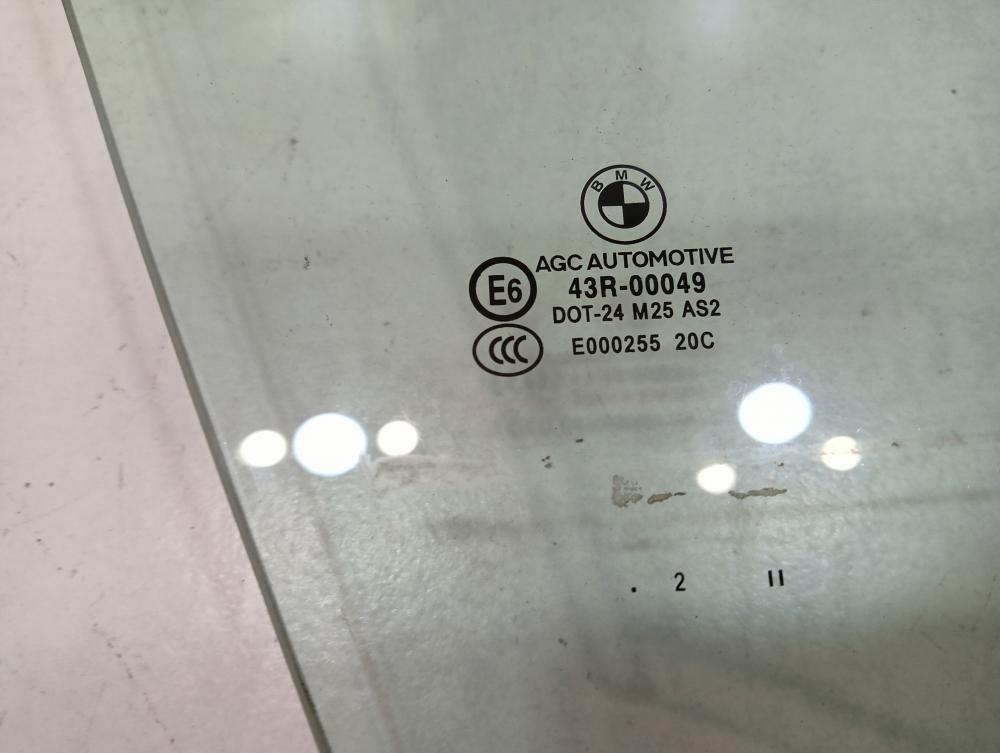 BMW
AGC AUTOMOTIVE
E6 43R-00049
DOT-24 M25 AS2
CCC E000255 20C
. 2 II